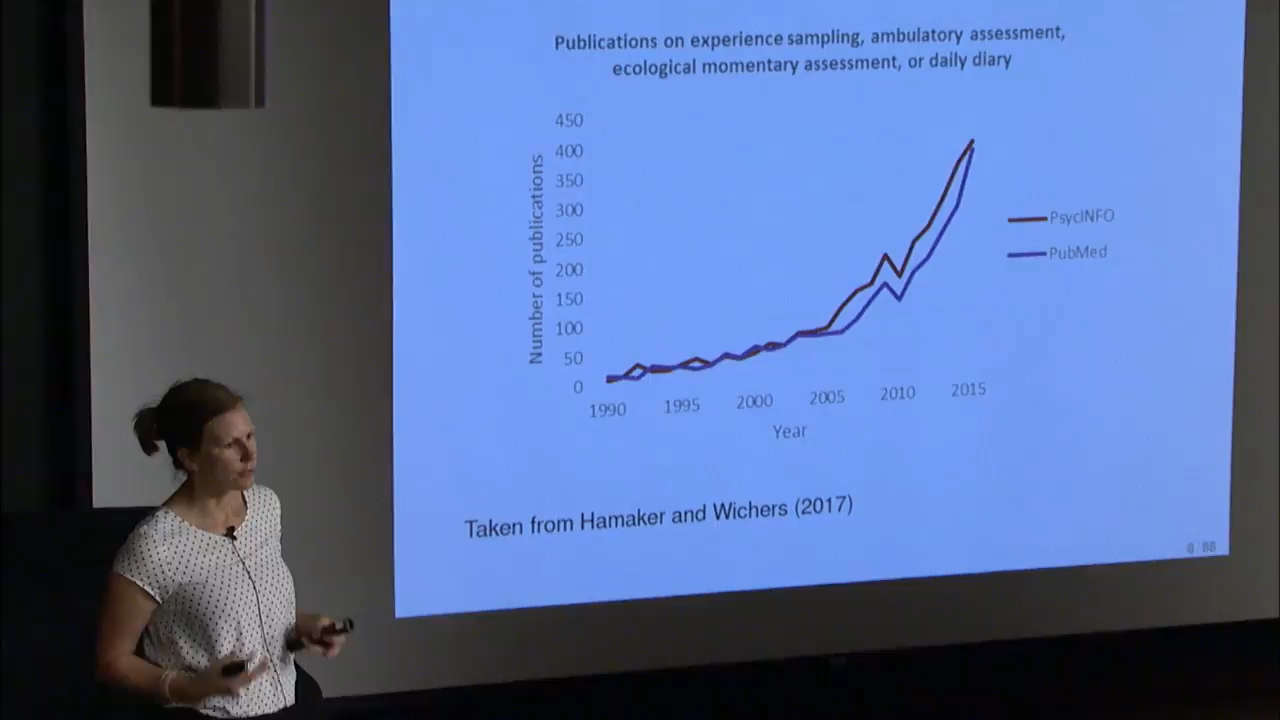 Publications on experience sampling, ambulatory assessment,
ecological momentary assessment, or daily diary
Number of publications
450
400
350
300
250
200
150
100
50
0
1990 1995 2000 2005 2010 2015
Year
PsycINFO
PubMed
Taken from Hamaker and Wichers (2017)